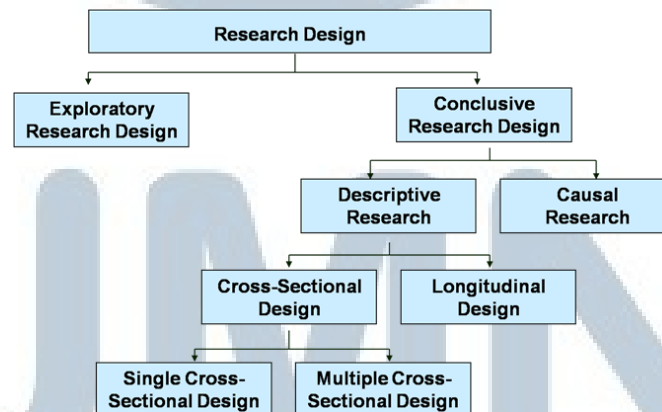 Research Design
Exploratory
Research Design
Conclusive
Research Design
Descriptive
Research
Causal
Research
Cross-Sectional
Design
Longitudinal
Design
Single Cross-
Sectional Design
Multiple Cross-
Sectional Design